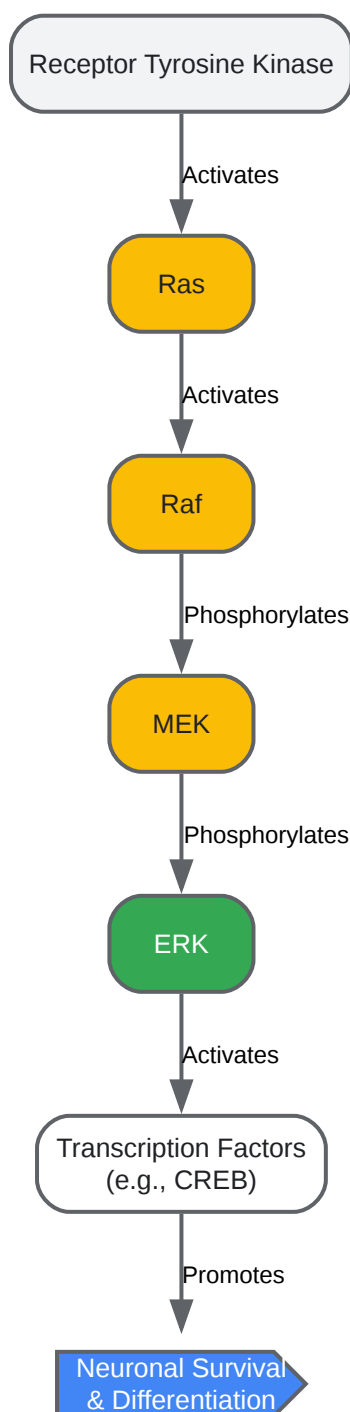 Receptor Tyrosine Kinase
Activates
Ras
Activates
Raf
Phosphorylates
MEK
Phosphorylates
ERK
Activates
Transcription Factors
(e.g., CREB)
Promotes
Neuronal Survival
& Differentiation